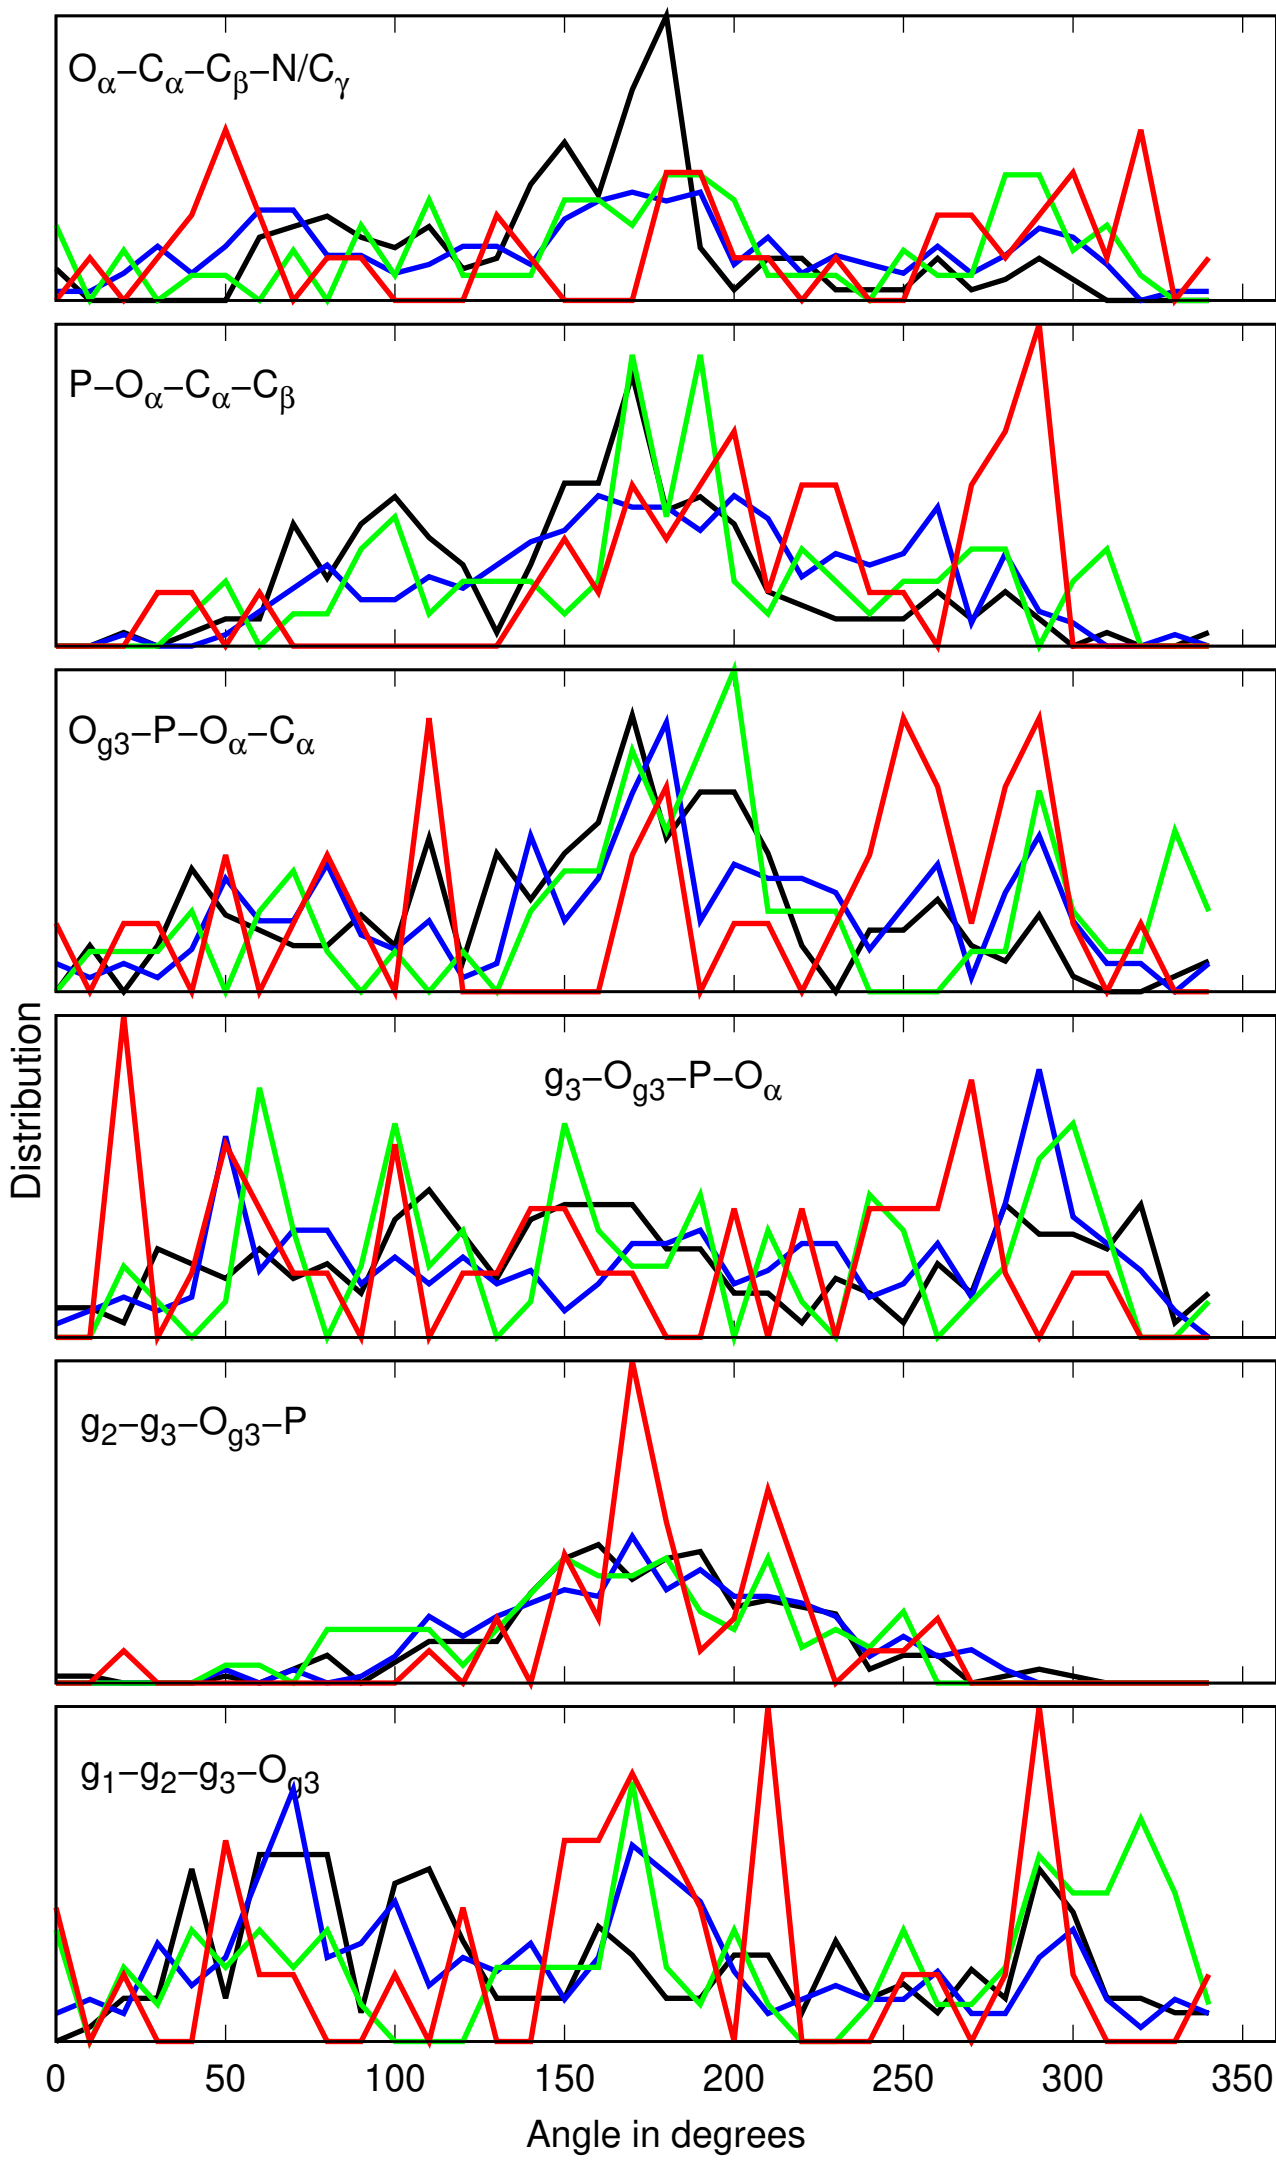 Oα–Cα–Cβ–N/Cγ
P–Oα–Cα–Cβ
Og3–P–Oα–Cα
Distribution
g3–Og3–P–Oα
g2–g3–Og3–P
g1–g2–g3–Og3
0 50 100 150 200 250 300 350
Angle in degrees